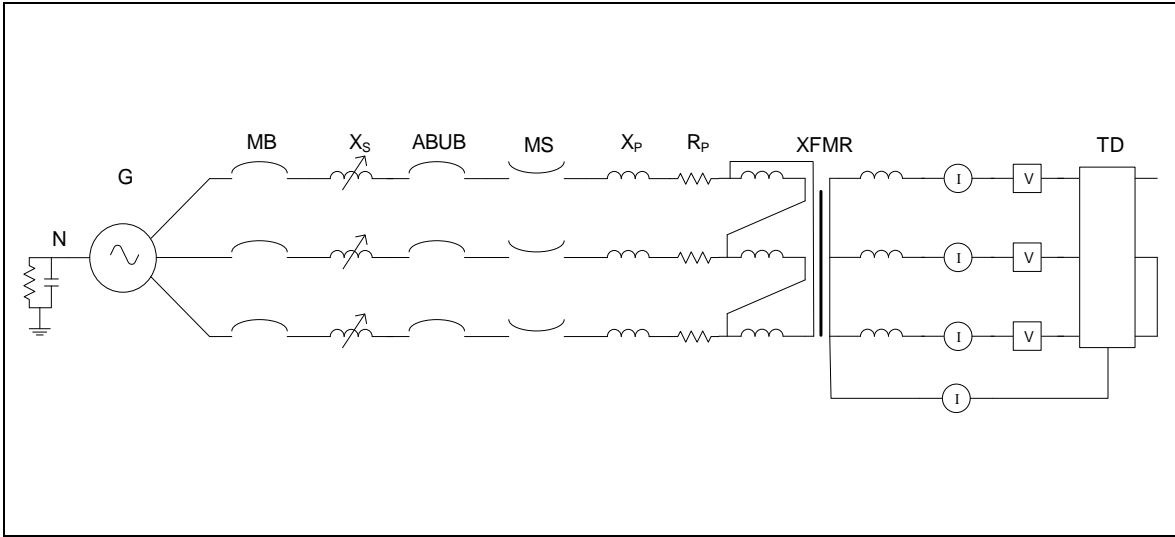 MB X_S ABUB MS X_P R_P XFMR TD
G
N
I V
I V
I V
I